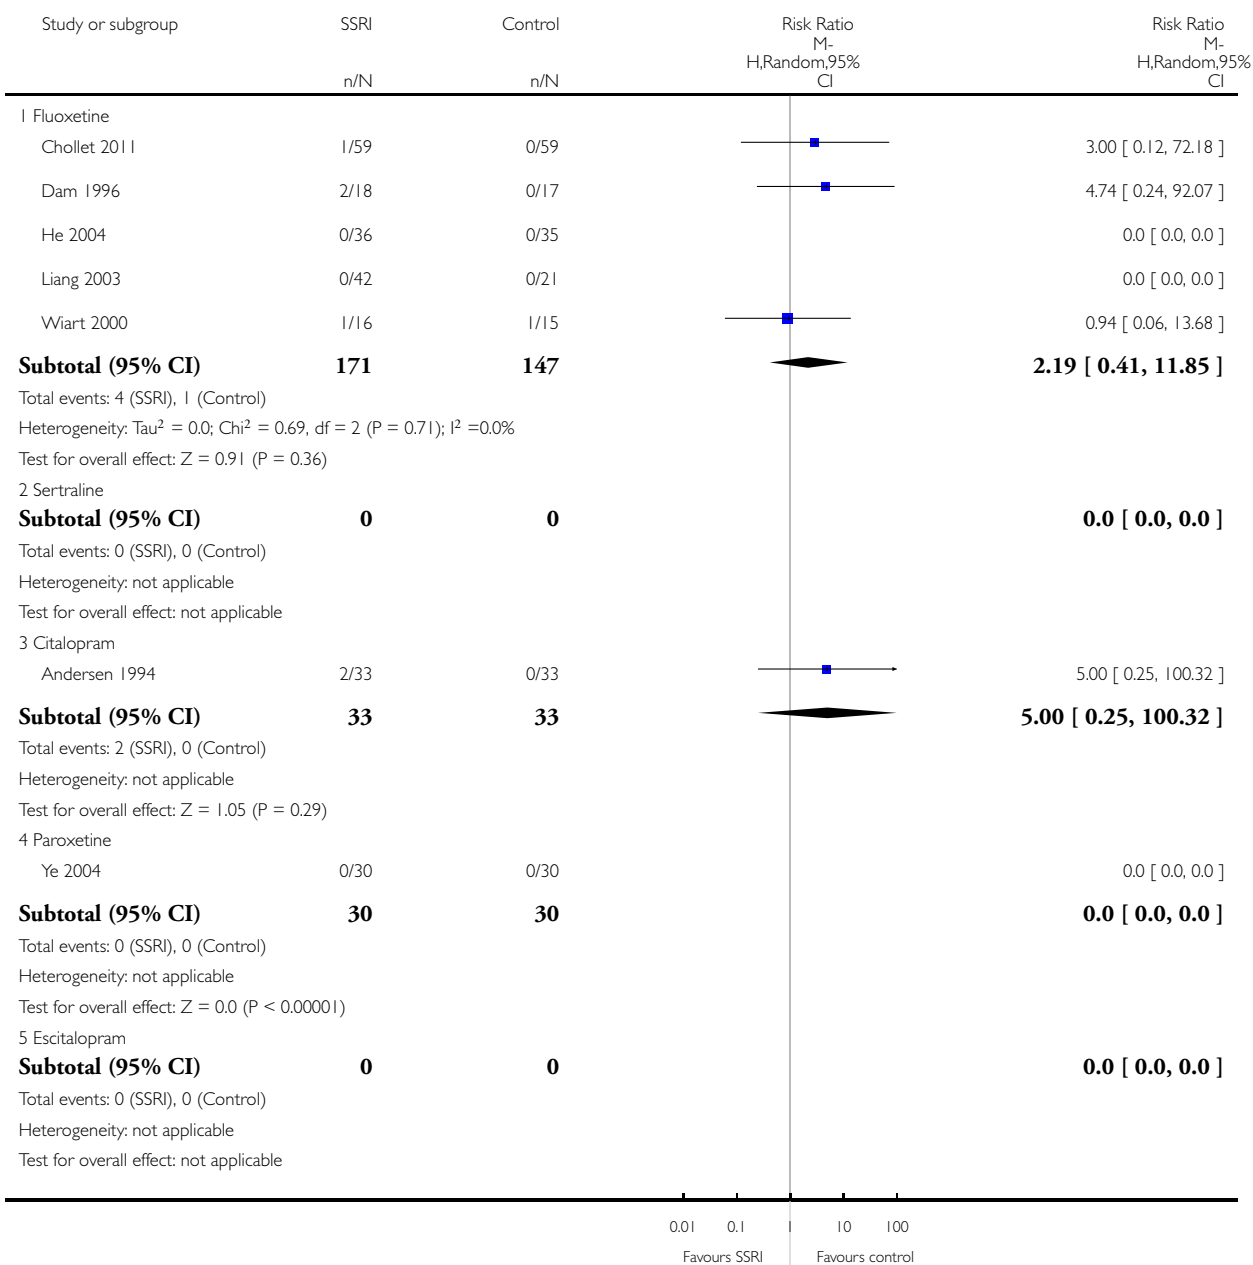 Study or subgroup SSRI Control Risk Ratio Risk Ratio
M- M-
H,Random,95% H,Random,95%
n/N n/N CI CI
1 Fluoxetine
Chollet 2011 1/59 0/59 3.00 [ 0.12, 72.18 ]
Dam 1996 2/18 0/17 4.74 [ 0.24, 92.07 ]
He 2004 0/36 0/35 0.0 [ 0.0, 0.0 ]
Liang 2003 0/42 0/21 0.0 [ 0.0, 0.0 ]
Wiart 2000 1/16 1/15 0.94 [ 0.06, 13.68 ]
Subtotal (95% CI) 171 147 2.19 [ 0.41, 11.85 ]
Total events: 4 (SSRI), 1 (Control)
Heterogeneity: Tau² = 0.0; Chi² = 0.69, df = 2 (P = 0.71); I² =0.0%
Test for overall effect: Z = 0.91 (P = 0.36)
2 Sertraline
Subtotal (95% CI) 0 0 0.0 [ 0.0, 0.0 ]
Total events: 0 (SSRI), 0 (Control)
Heterogeneity: not applicable
Test for overall effect: not applicable
3 Citalopram
Andersen 1994 2/33 0/33 5.00 [ 0.25, 100.32 ]
Subtotal (95% CI) 33 33 5.00 [ 0.25, 100.32 ]
Total events: 2 (SSRI), 0 (Control)
Heterogeneity: not applicable
Test for overall effect: Z = 1.05 (P = 0.29)
4 Paroxetine
Ye 2004 0/30 0/30 0.0 [ 0.0, 0.0 ]
Subtotal (95% CI) 30 30 0.0 [ 0.0, 0.0 ]
Total events: 0 (SSRI), 0 (Control)
Heterogeneity: not applicable
Test for overall effect: Z = 0.0 (P < 0.00001)
5 Escitalopram
Subtotal (95% CI) 0 0 0.0 [ 0.0, 0.0 ]
Total events: 0 (SSRI), 0 (Control)
Heterogeneity: not applicable
Test for overall effect: not applicable
0.01 0.1 1 10 100
Favours SSRI Favours control